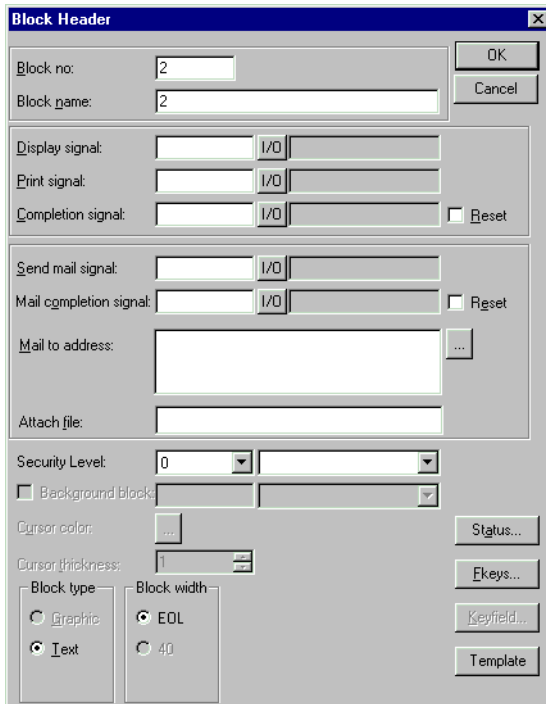 Block Header
Block no: 2
OK
Block name: 2
Cancel
Display signal: I/O
Print signal: I/O
Completion signal: I/O Reset
Send mail signal: I/O
Mail completion signal: I/O Reset
Mail to address: ...
Attach file:
Security Level: 0
Background block:
Cursor color: ...
Status...
Cursor thickness: 1
Fkeys...
Block type Block width
Graphic EOL
Keyfield...
Text 40
Template